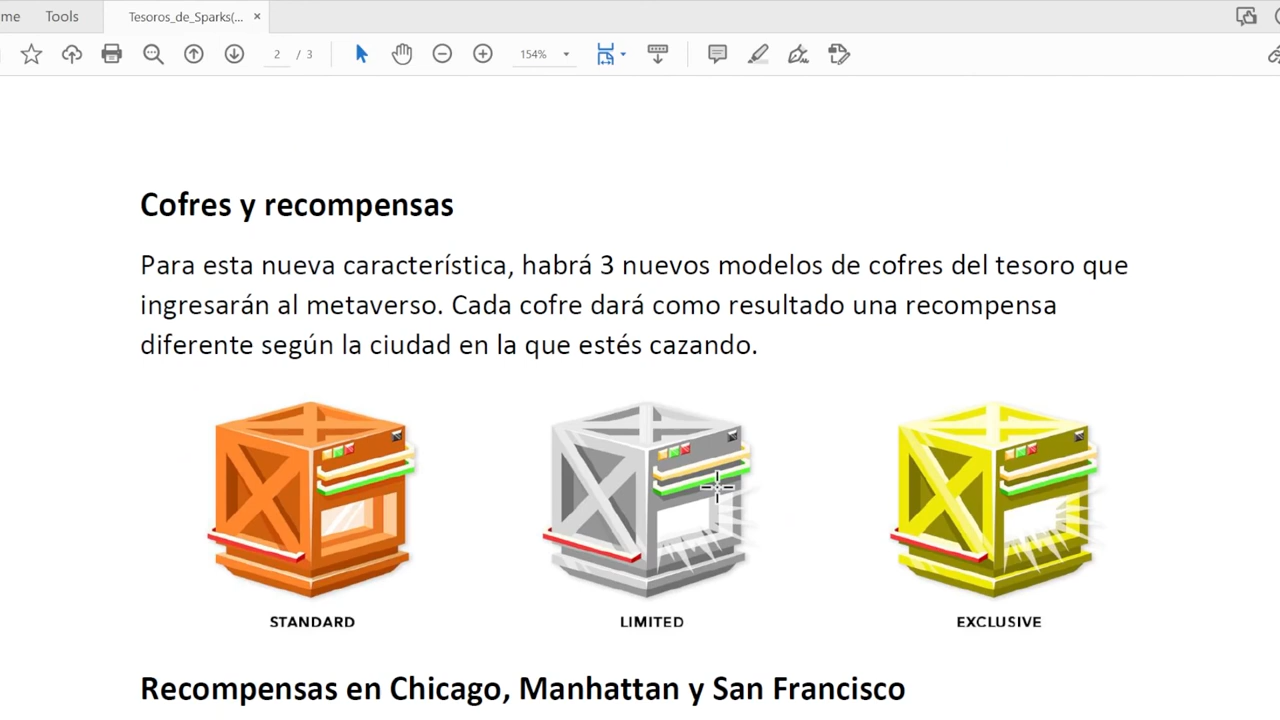 me Tools Tesoros_de_Sparks(... ×
2 / 3 154%
Cofres y recompensas
Para esta nueva característica, habrá 3 nuevos modelos de cofres del tesoro que
ingresarán al metaverso. Cada cofre dará como resultado una recompensa
diferente según la ciudad en la que estés cazando.
STANDARD LIMITED EXCLUSIVE
Recompensas en Chicago, Manhattan y San Francisco